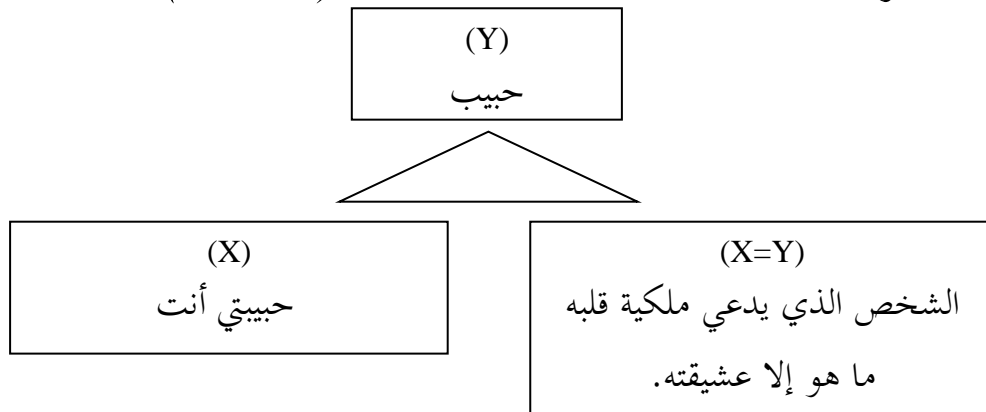 (Y)
حبيب
(X=Y)
الشخص الذي يدعي ملكية قلبه
ما هو إلا عشيقته.
(X)
حبيبتي أنت